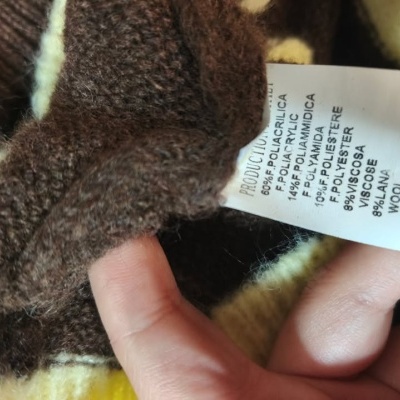 PRODUCTION
60%F.POLIACRILICA
F.POLIACRYLIC
14%F.POLIAMMIDICA
F.POLYAMIDA
10%F.POLIESTERE
F.POLYESTER
8%VISCOSA
VISCOSE
8%LANA
WOOL